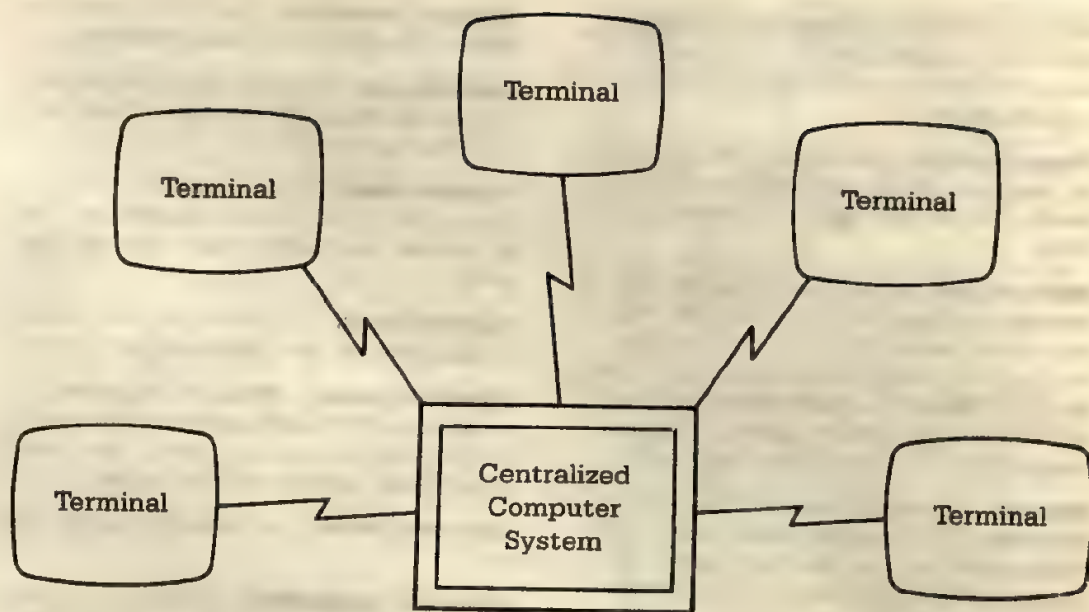 Terminal
Terminal
Terminal
Terminal
Centralized
Computer
System
Terminal